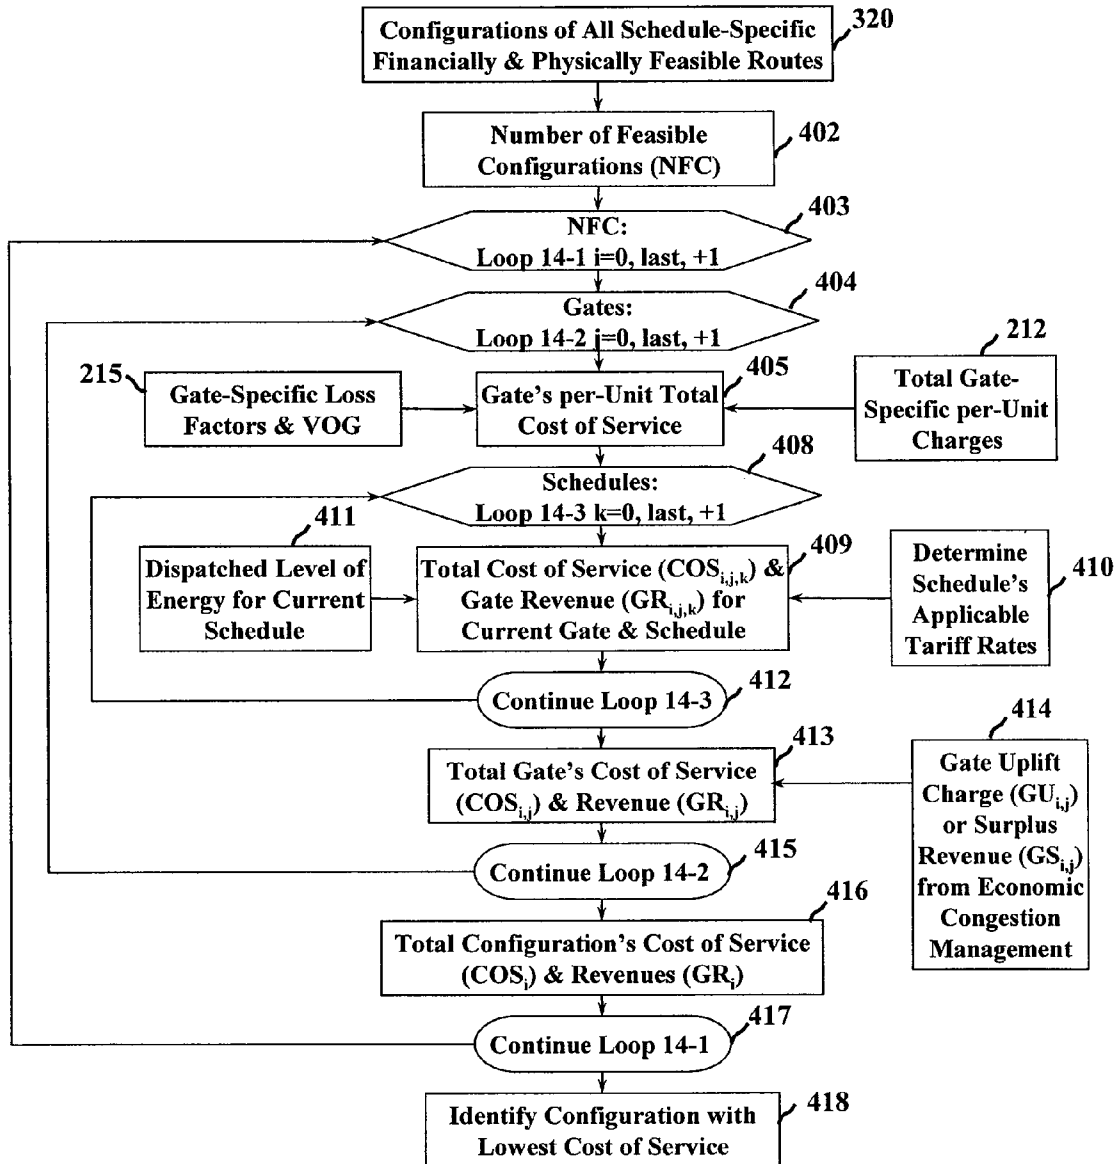 Configurations of All Schedule-Specific
Financially & Physically Feasible Routes
320
Number of Feasible
Configurations (NFC)
402
NFC:
Loop 14-1 i=0, last, +1
403
Gates:
Loop 14-2 j=0, last, +1
404
215
Gate-Specific Loss
Factors & VOG
Gate's per-Unit Total
Cost of Service
405
212
Total Gate-
Specific per-Unit
Charges
Schedules:
Loop 14-3 k=0, last, +1
408
411
Dispatched Level of
Energy for Current
Schedule
Total Cost of Service (COSi,j,k) &
Gate Revenue (GRi,j,k) for
Current Gate & Schedule
409
Determine
Schedule's
Applicable
Tariff Rates
410
Continue Loop 14-3
412
Total Gate's Cost of Service
(COSi,j) & Revenue (GRi,j)
413
414
Gate Uplift
Charge (GUi,j)
or Surplus
Revenue (GSi,j)
from Economic
Congestion
Management
Continue Loop 14-2
415
Total Configuration's Cost of Service
(COSi) & Revenues (GRi)
416
Continue Loop 14-1
417
Identify Configuration with
Lowest Cost of Service
418